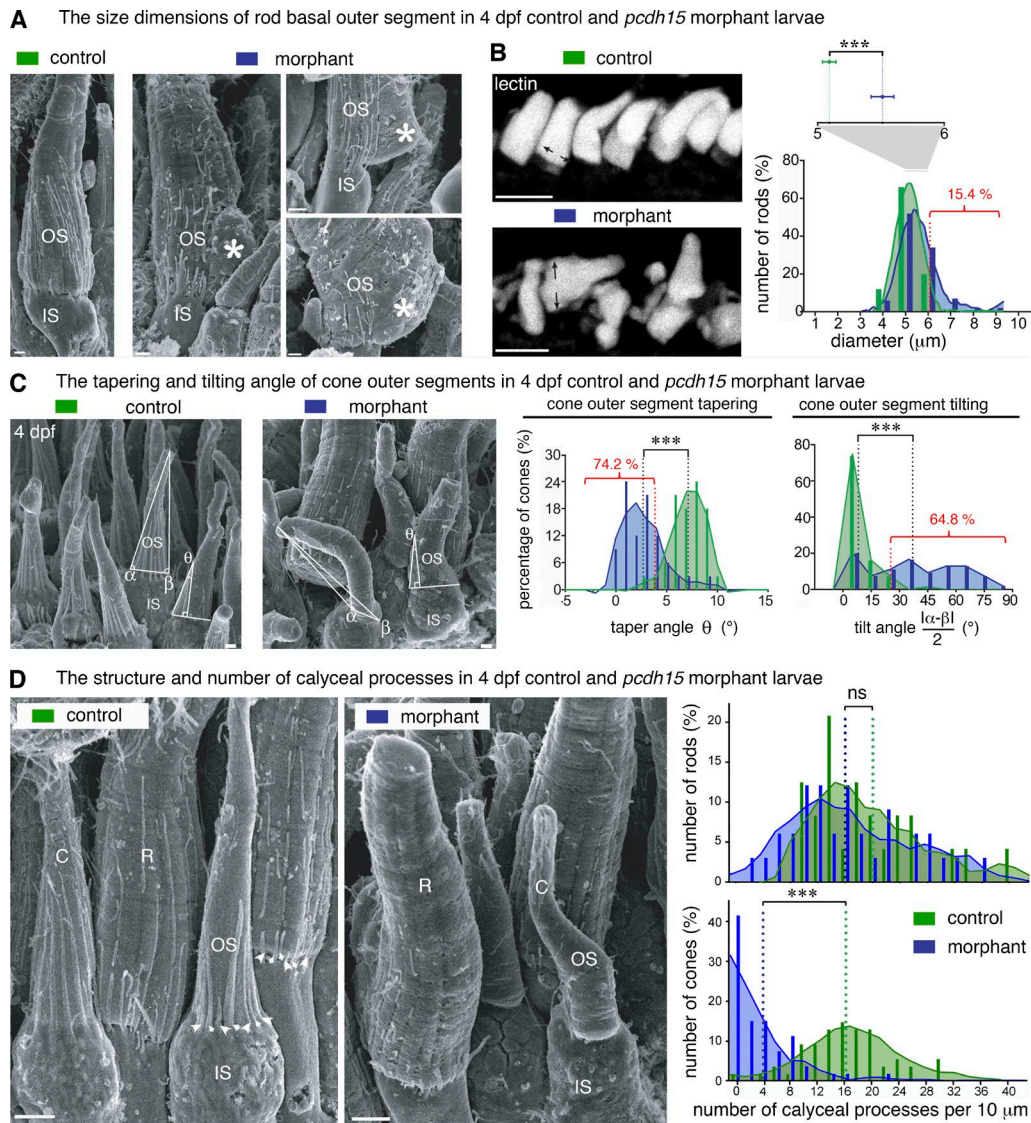 A The size dimensions of rod basal outer segment in 4 dpf control and pcdh15 morphant larvae
control
morphant
OS
IS
OS
*
IS
OS
*
IS
OS
*
B
control
lectin
morphant
***
5 6
number of rods (%)
80
60
40
20
0
15.4 %
1 2 3 4 5 6 7 8 9 10
diameter (μm)
C The tapering and tilting angle of cone outer segments in 4 dpf control and pcdh15 morphant larvae
control
morphant
4 dpf
OS
α
β
θ
IS
α
β
θ
OS
IS
cone outer segment tapering
percentage of cones (%)
30
24
18
12
6
0
74.2 %
***
-5 0 5 10 15
taper angle θ (°)
cone outer segment tilting
80
60
40
20
0
***
64.8 %
0 15 30 45 60 75 90
tilt angle |α-β|/2 (°)
D The structure and number of calyceal processes in 4 dpf control and pcdh15 morphant larvae
control
C
R
OS
IS
morphant
R
C
OS
IS
number of rods (%)
20
15
10
5
0
ns
number of cones (%)
40
30
20
10
0
***
control
morphant
0 4 8 12 16 20 24 28 32 36 40
number of calyceal processes per 10 μm